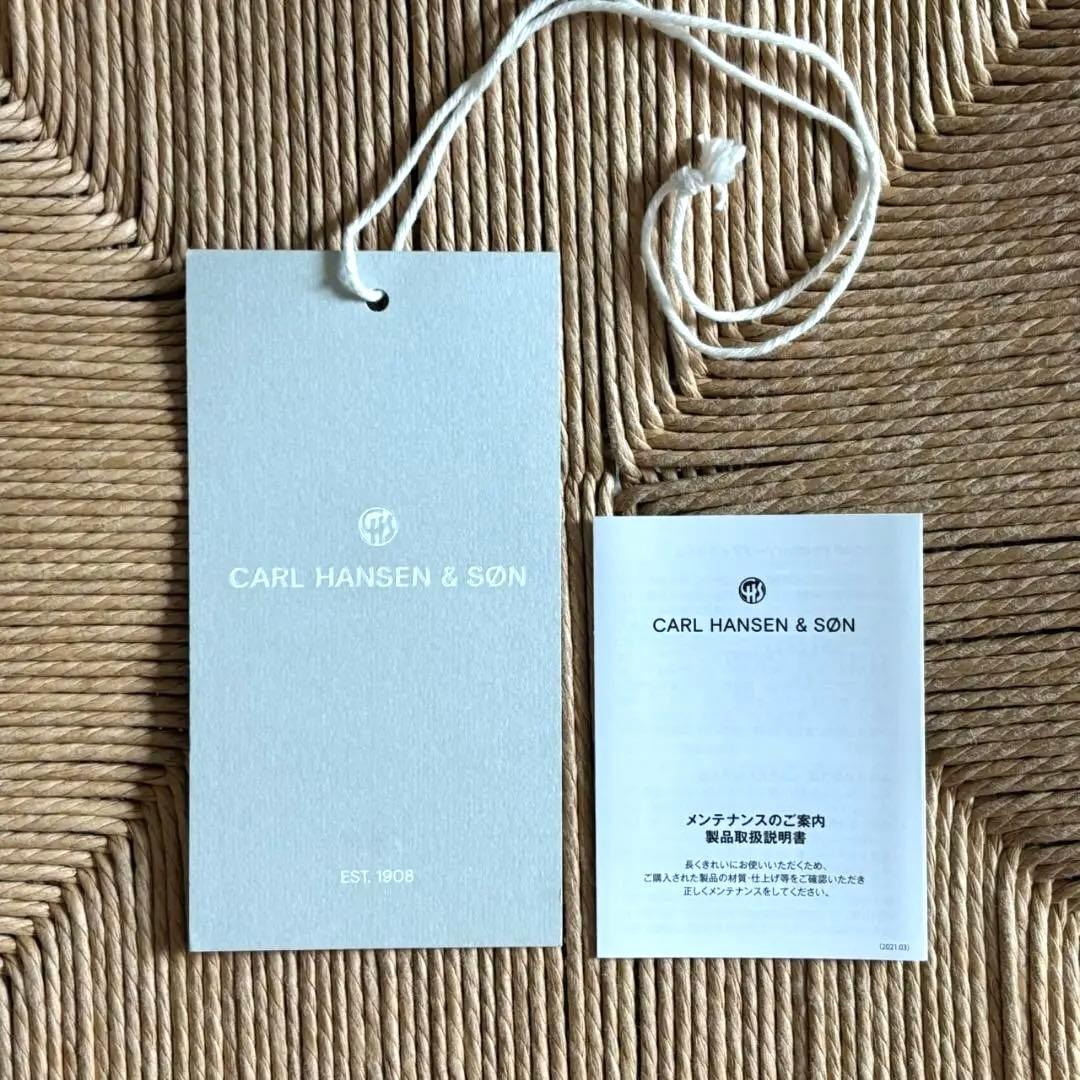 CHS
CARL HANSEN & SØN
EST. 1908
CHS
CARL HANSEN & SØN
メンテナンスのご案内
製品取扱説明書
長くきれいにお使いいただくため、
ご購入された製品の材質・仕上げ等をご確認いただき
正しくメンテナンスをしてください。
(2021.03)